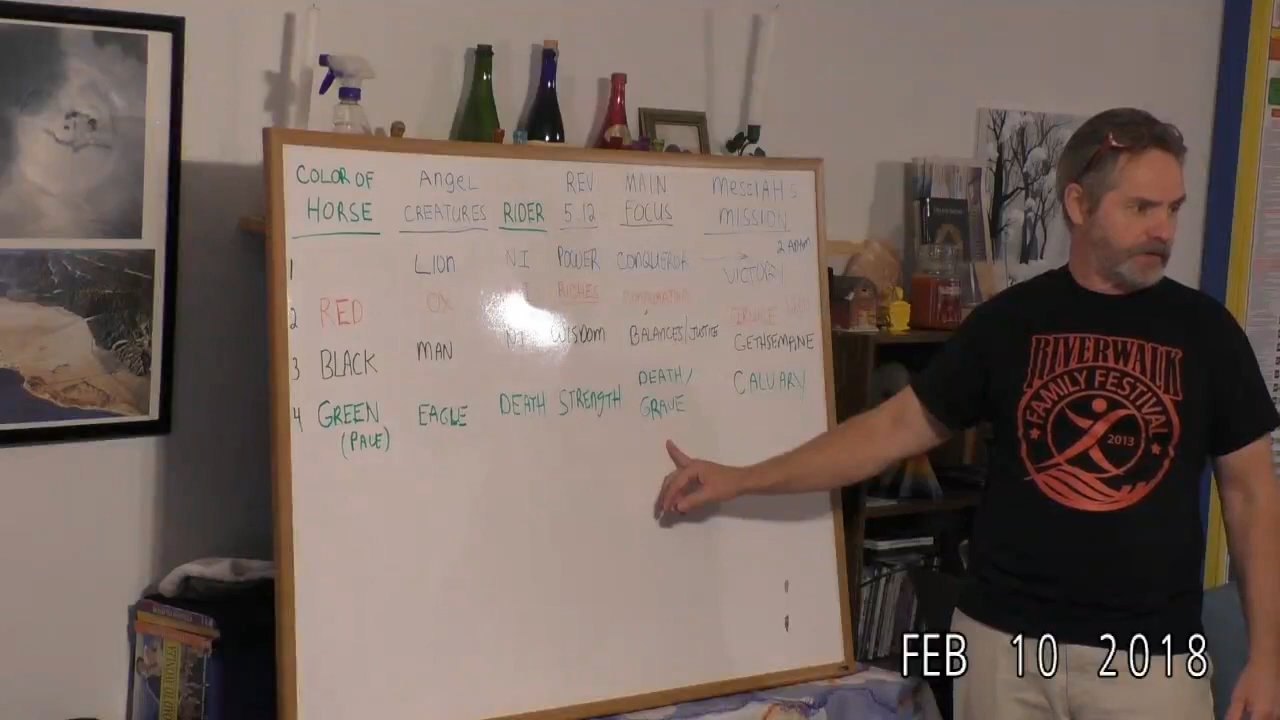 COLOR OF
HORSE
Angel
CREATURES
RIDER
REV
5.12
MAIN
FOCUS
MESSIAH'S
MISSION
1 LION NI POWER CONQUEROR VICTORY
2 RED OX RICHES
3 BLACK MAN NI WISDOM BALANCES/JUSTICE GETHSEMANE
4 GREEN EAGLE DEATH STRENGTH DEATH/ CALVARY
(PALE) GRAVE
RIVERWALK
FAMILY FESTIVAL
2013
FEB 10 2018